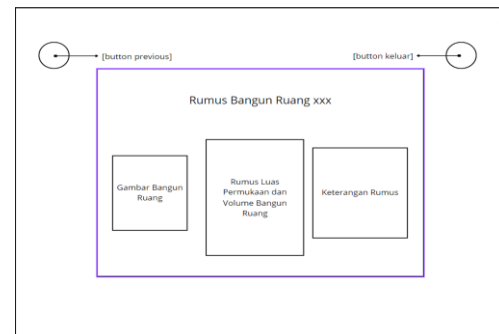 [button previous]
[button keluar]
Rumus Bangun Ruang xxx
Gambar Bangun
Ruang
Rumus Luas
Permukaan dan
Volume Bangun
Ruang
Keterangan Rumus